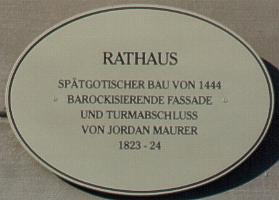 RATHAUS
SPÄTGOTISCHER BAU VON 1444
BAROCKISIERENDE FASSADE
UND TURMABSCHLUSS
VON JORDAN MAURER
1823 - 24